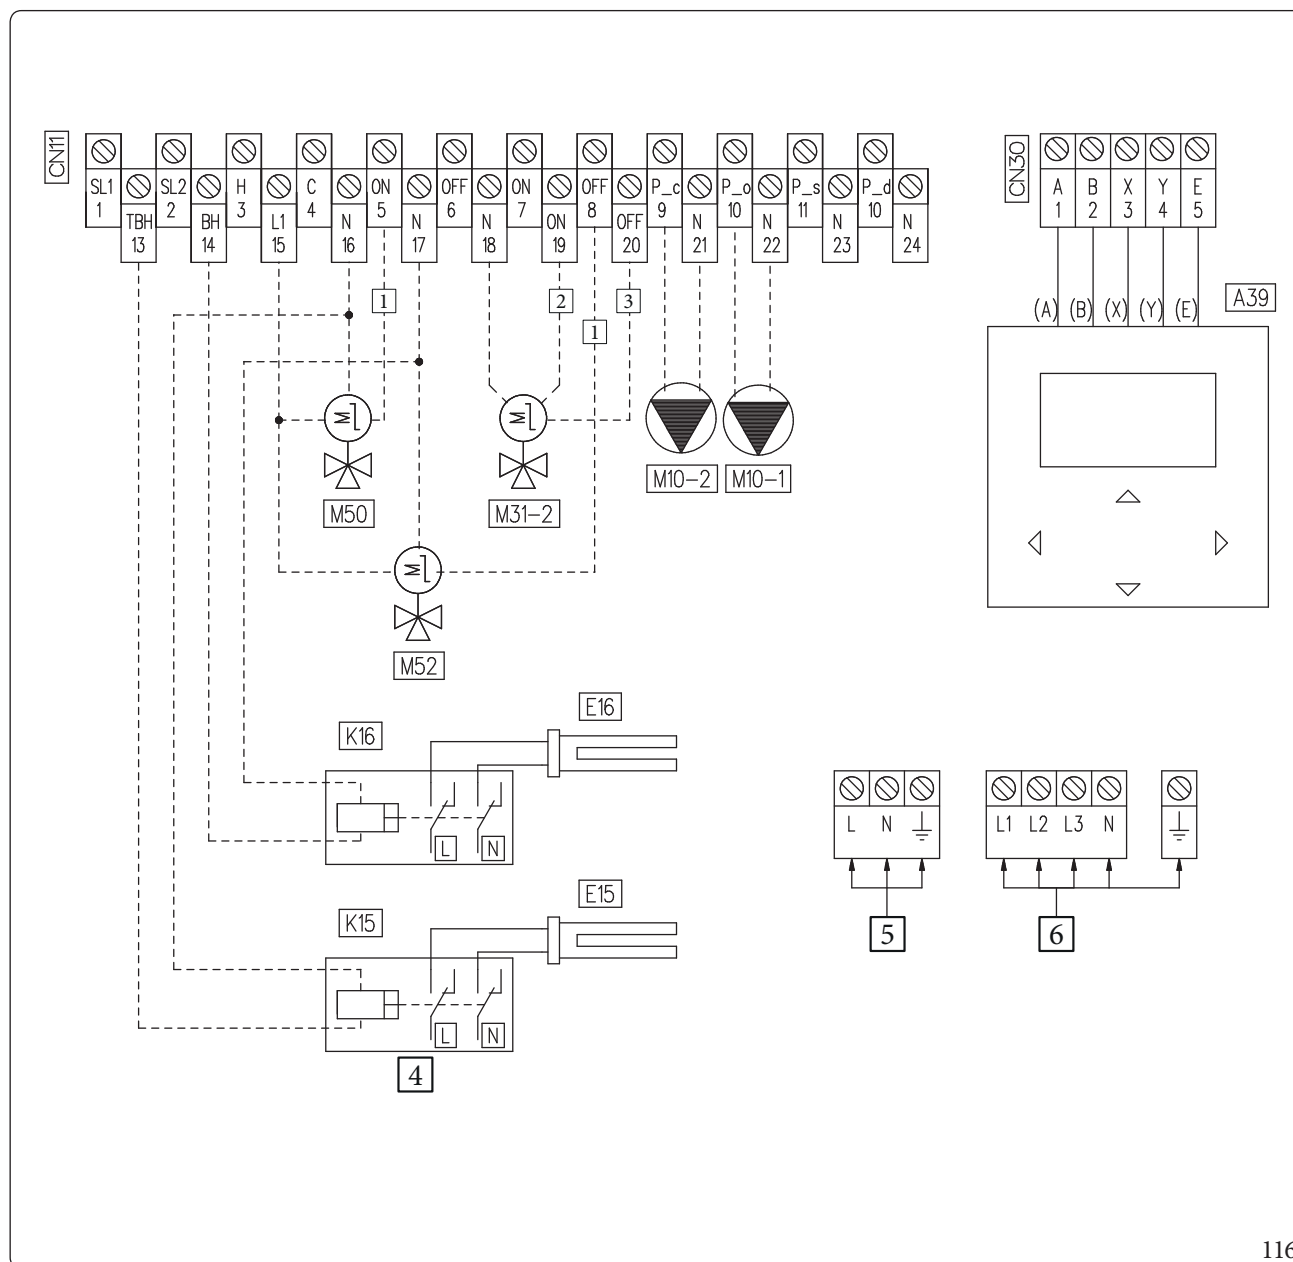 CN11
SL1 SL2 H C ON OFF ON OFF P_c P_o P_s P_d
1 2 3 4 5 6 7 8 9 10 11 10
TBH BH L1 N N N ON OFF N N N N
13 14 15 16 17 18 19 20 21 22 23 24
CN30
A B X Y E
1 2 3 4 5
(A) (B) (X) (Y) (E)
A39
1 2 3
1
M M
M10-2 M10-1
M50 M31-2
M
M52
E16
K16
L N
E15
K15
L N
4
L N
L1 L2 L3 N
5 6
116